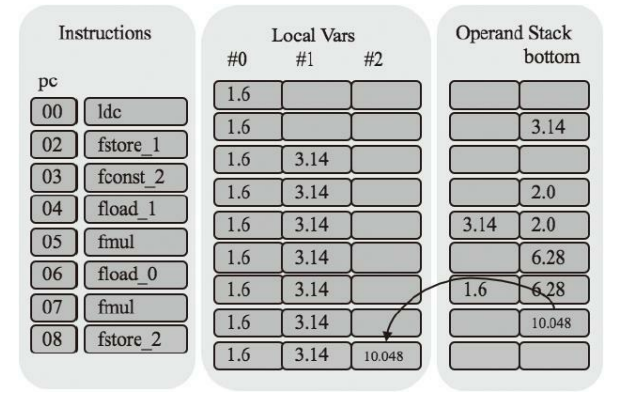 Instructions
Local Vars
Operand Stack
#0 #1 #2
bottom
pc
1.6
00 ldc
1.6 3.14
02 fstore_1
1.6 3.14
03 fconst_2
1.6 3.14 2.0
04 fload_1
1.6 3.14 3.14 2.0
05 fmul
1.6 3.14 6.28
06 fload_0
1.6 3.14 1.6 6.28
07 fmul
1.6 3.14 10.048
08 fstore_2
1.6 3.14 10.048